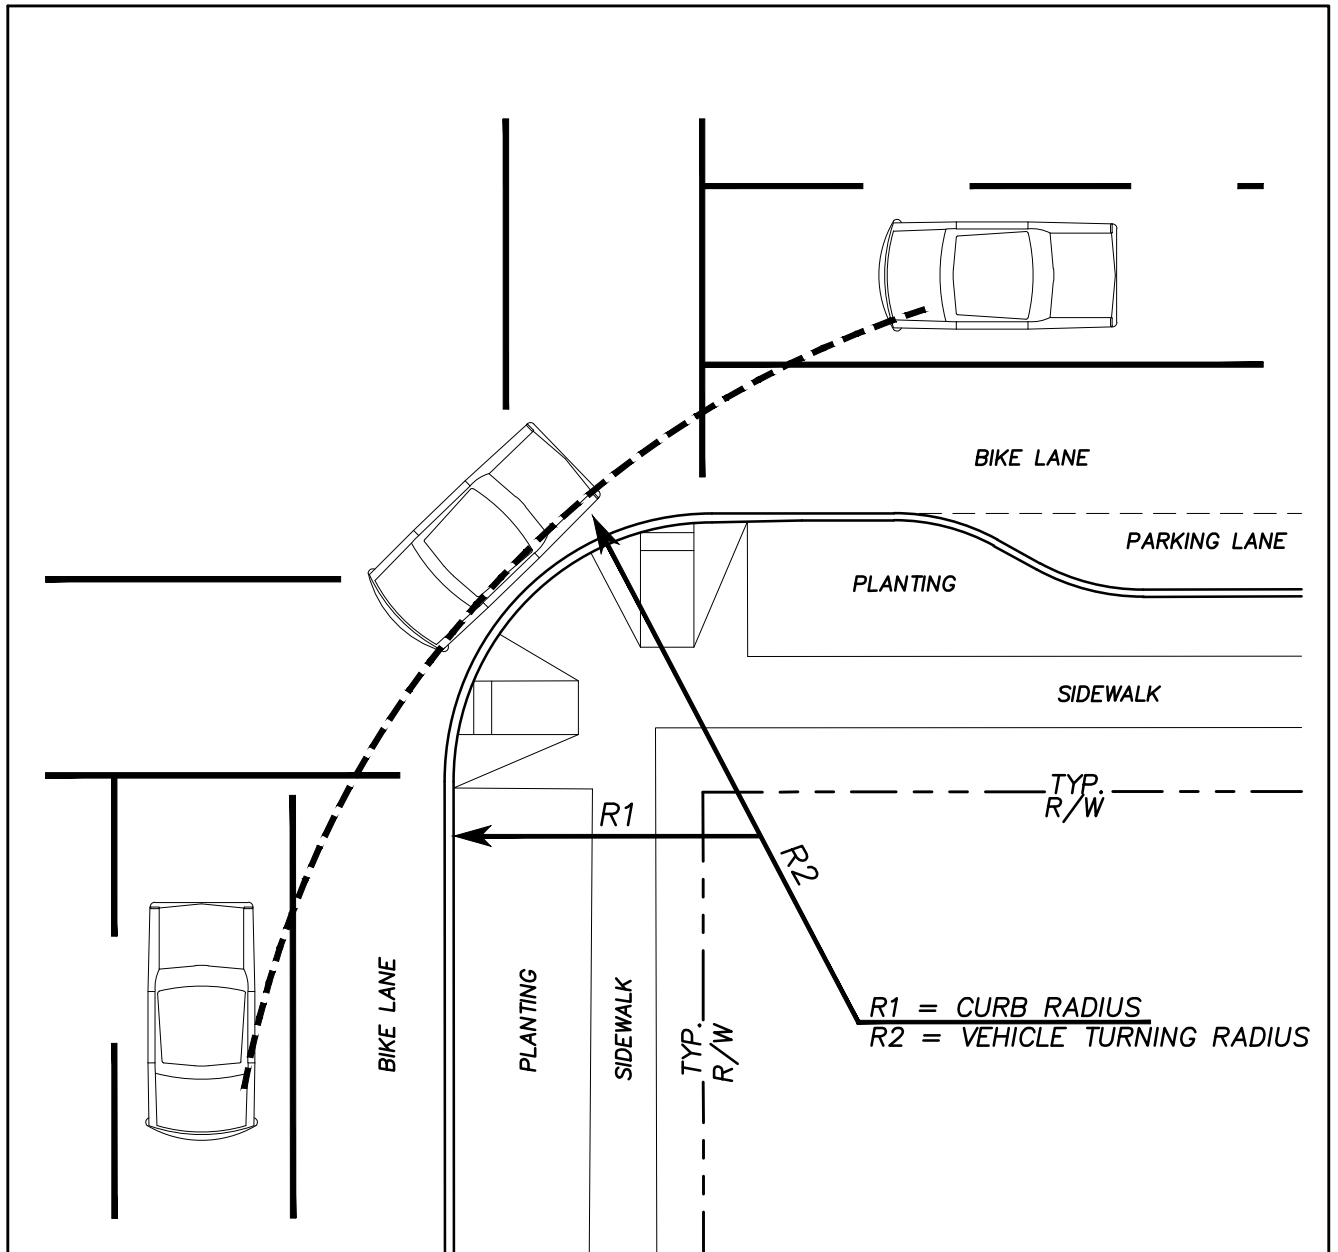 BIKE LANE
PARKING LANE
PLANTING
SIDEWALK
TYP.
R/W
R1
R2
BIKE LANE
PLANTING
SIDEWALK
TYP.
R/W
R1 = CURB RADIUS
R2 = VEHICLE TURNING RADIUS